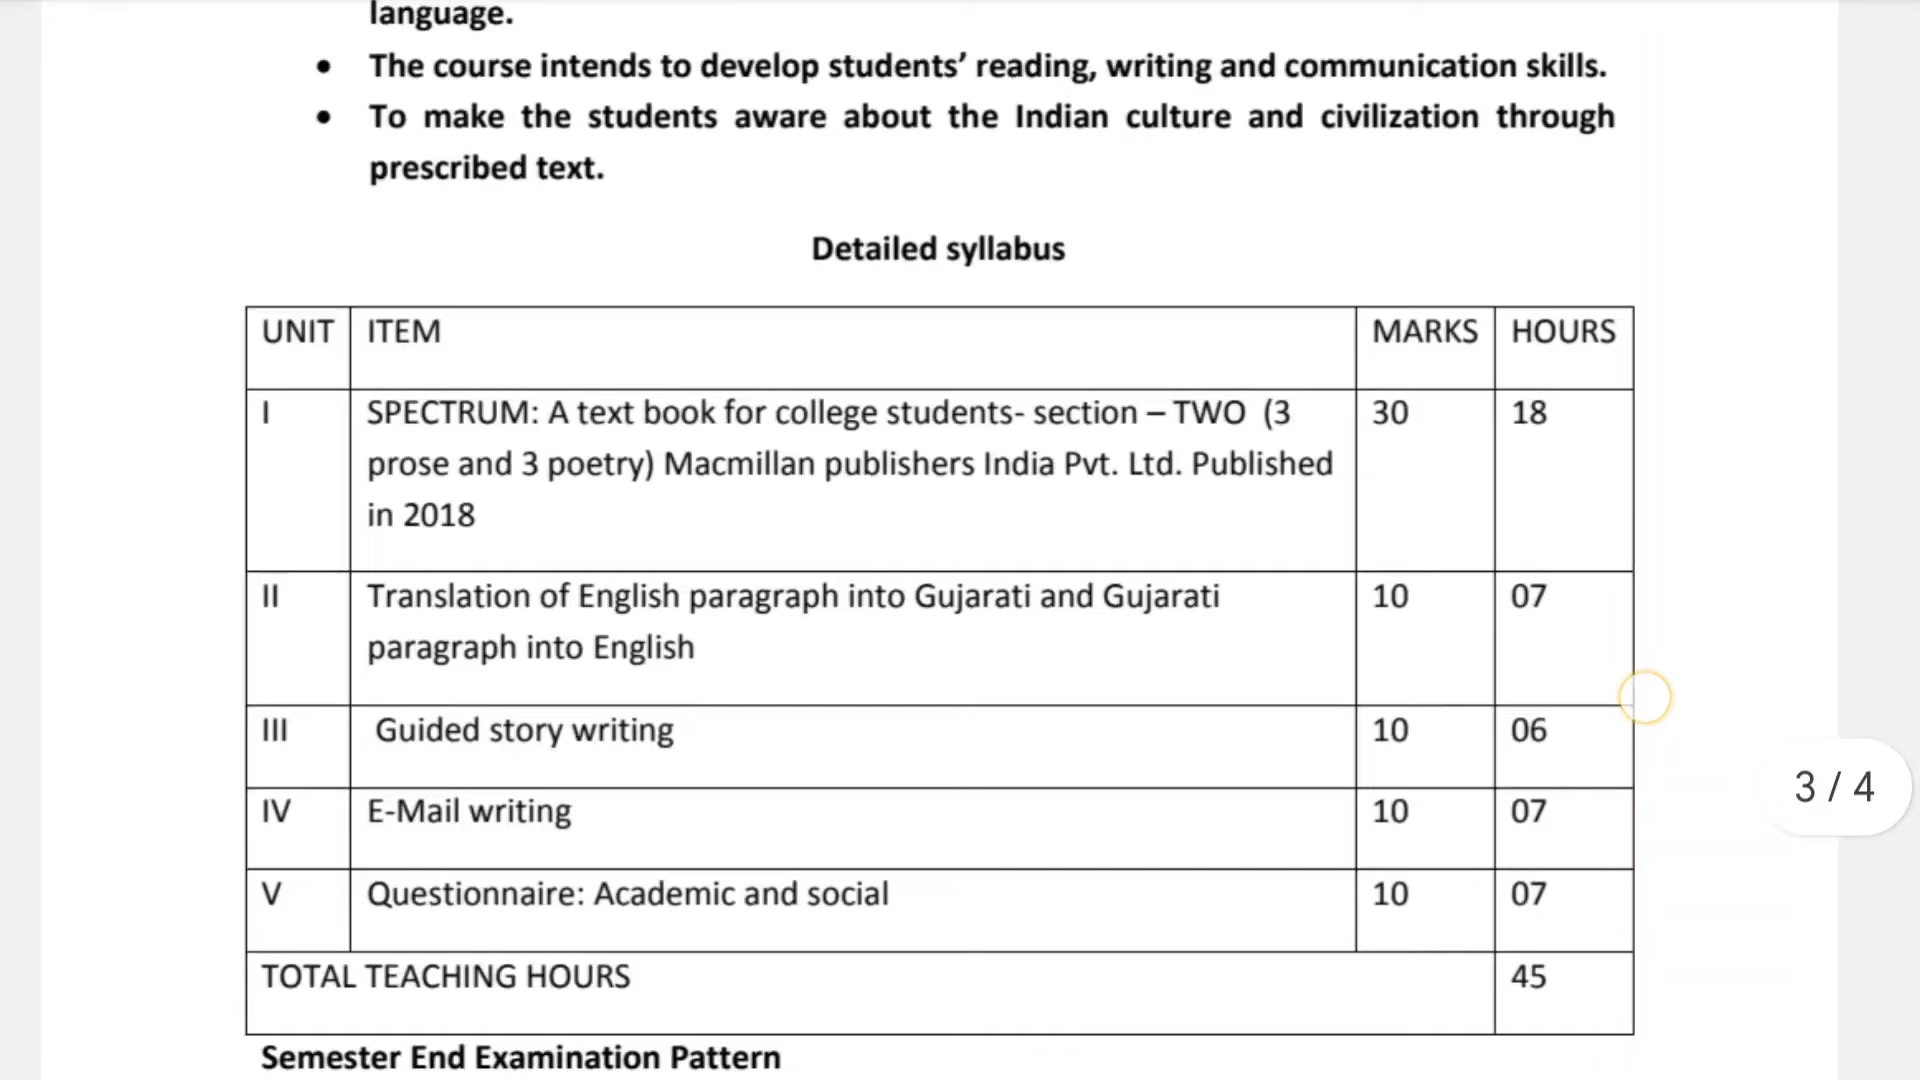 language.
• The course intends to develop students’ reading, writing and communication skills.
• To make the students aware about the Indian culture and civilization through
prescribed text.
Detailed syllabus
UNIT ITEM MARKS HOURS
I SPECTRUM: A text book for college students- section – TWO (3 30 18
prose and 3 poetry) Macmillan publishers India Pvt. Ltd. Published
in 2018
II Translation of English paragraph into Gujarati and Gujarati 10 07
paragraph into English
III Guided story writing 10 06
3 / 4
IV E-Mail writing 10 07
V Questionnaire: Academic and social 10 07
TOTAL TEACHING HOURS 45
Semester End Examination Pattern